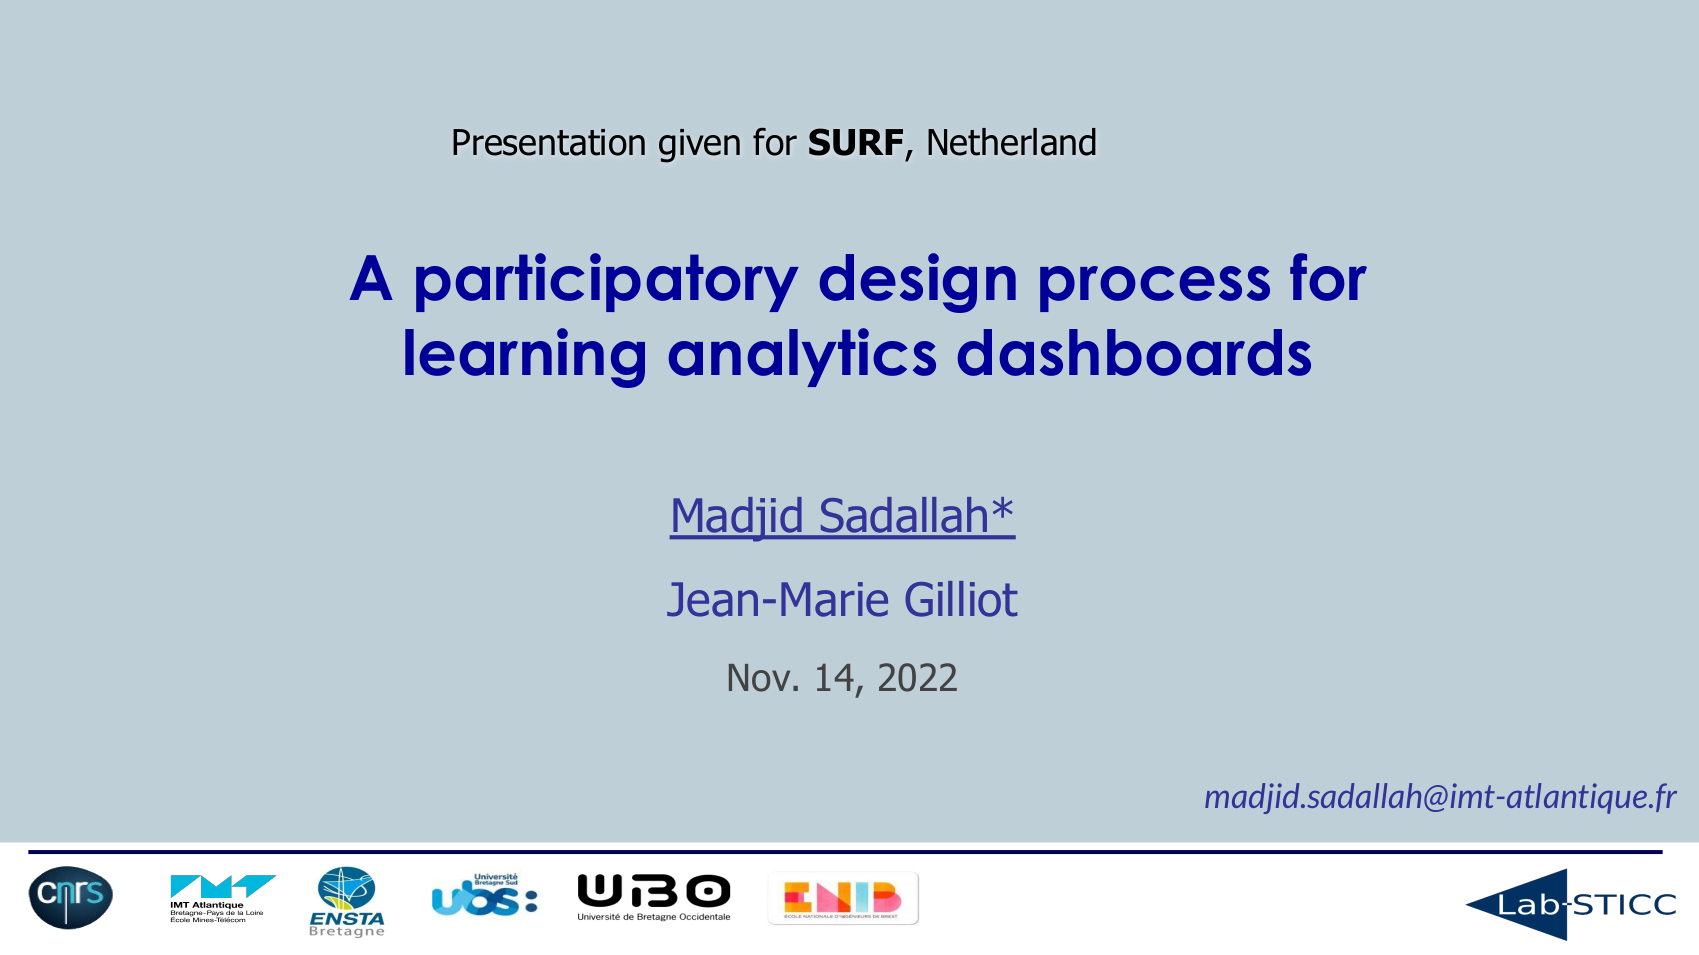 Presentation given for SURF, Netherland
A participatory design process for
learning analytics dashboards
Madjid Sadallah*
Jean-Marie Gilliot
Nov. 14, 2022
madjid.sadallah@imt-atlantique.fr
cnrs
IMT Atlantique
Bretagne-Pays de la Loire
École Mines-Télécom
ENSTA
Bretagne
Université
Bretagne Sud
ubs:
UBO
Université de Bretagne Occidentale
ENIB
ÉCOLE NATIONALE D'INGÉNIEURS DE BREST
Lab-STICC